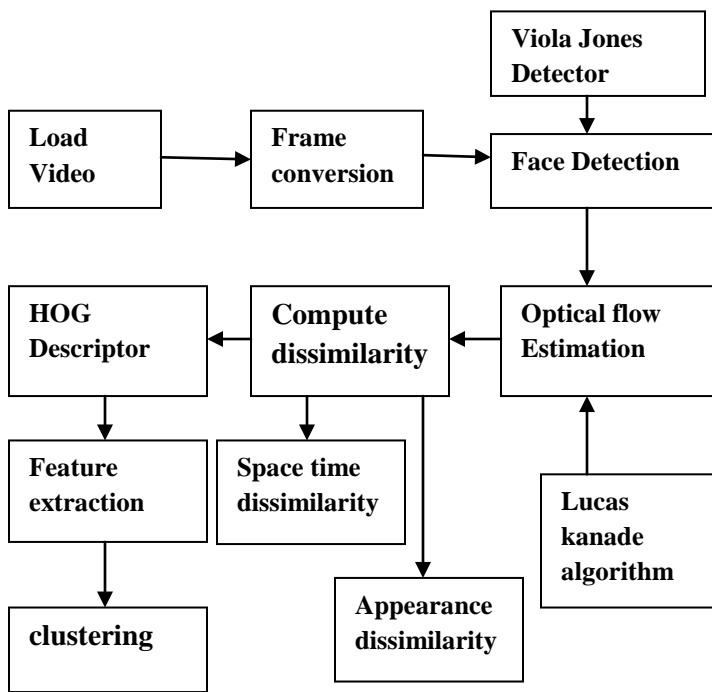 Viola Jones
Detector
Load
Video
Frame
conversion
Face Detection
HOG
Descriptor
Compute
dissimilarity
Optical flow
Estimation
Feature
extraction
Space time
dissimilarity
Lucas
kanade
algorithm
Appearance
dissimilarity
clustering